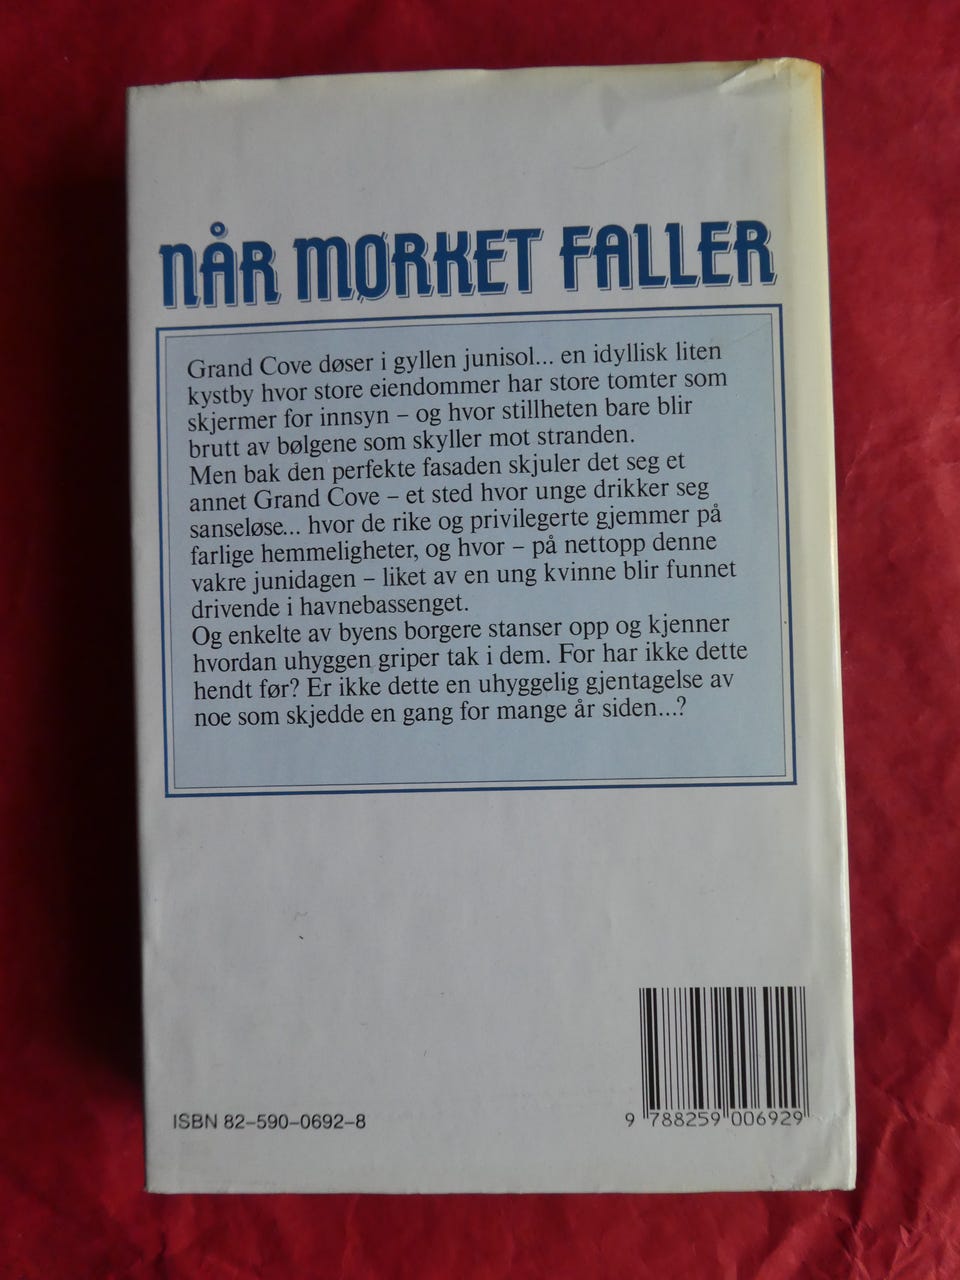 NÅR MØRKET FALLER
Grand Cove døser i gyllen junisol... en idyllisk liten
kystby hvor store eiendommer har store tomter som
skjermer for innsyn – og hvor stillheten bare blir
brutt av bølgene som skyller mot stranden.
Men bak den perfekte fasaden skjuler det seg et
annet Grand Cove – et sted hvor unge drikker seg
sanseløse... hvor de rike og privilegerte gjemmer på
farlige hemmeligheter, og hvor – på nettopp denne
vakre junidagen – liket av en ung kvinne blir funnet
drivende i havnebassenget.
Og enkelte av byens borgere stanser opp og kjenner
hvordan uhyggen griper tak i dem. For har ikke dette
hendt før? Er ikke dette en uhyggelig gjentagelse av
noe som skjedde en gang for mange år siden...?
ISBN 82–590–0692–8
9 788259 006929